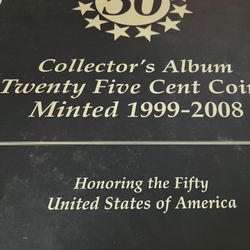 50
Collector's Album
Twenty Five Cent Coin
Minted 1999-2008
Honoring the Fifty
United States of America